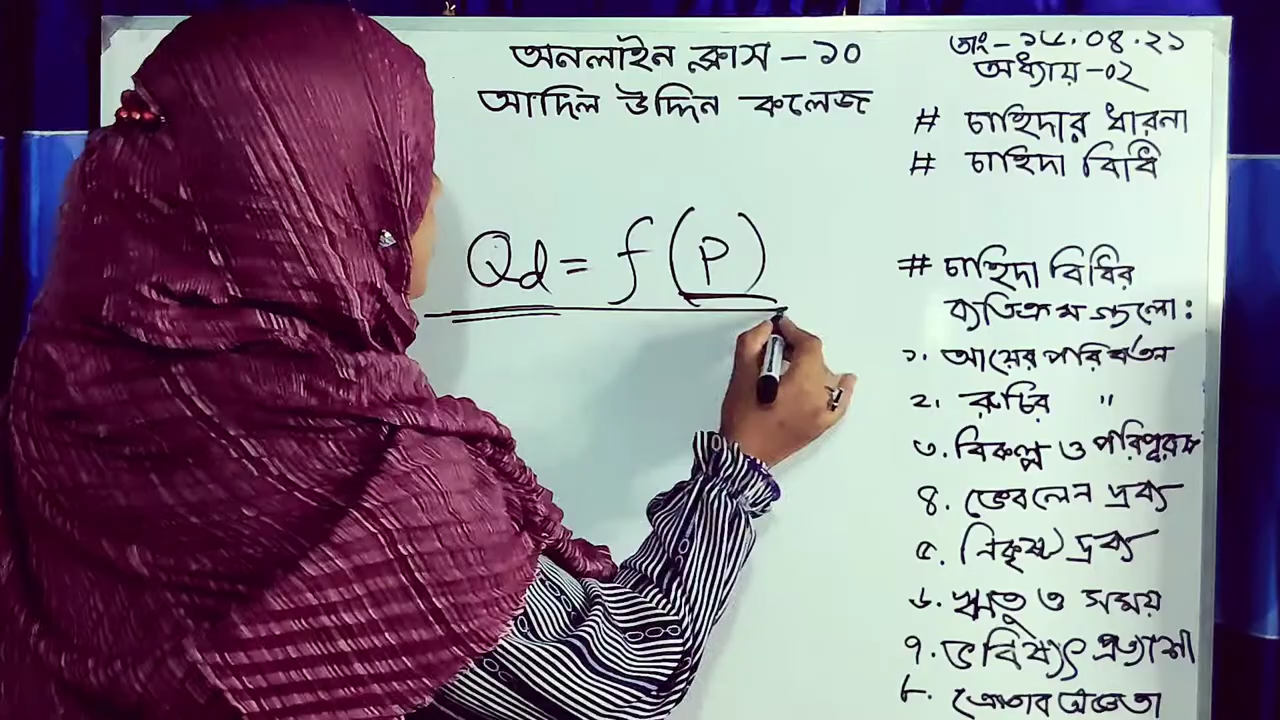 অনলাইন ক্লাস - ১০
আদিল উদ্দিন কলেজ
তাং - ১৫.০৪.২১
অধ্যায় - ০২
# চাহিদার ধারনা
# চাহিদা বিধি
Qd = f (P)
# চাহিদা বিধির
ব্যতিক্রমগুলো:
১. আয়ের পরিবর্তন
২. রুচির "
৩. বিকল্প ও পরিপূরক
৪. ভেবলেন দ্রব্য
৫. নিকৃষ্ট দ্রব্য
৬. ঋতু ও সময়
৭. ভবিষ্যৎ প্রত্যাশা
৮. ক্রেতার অজ্ঞতা